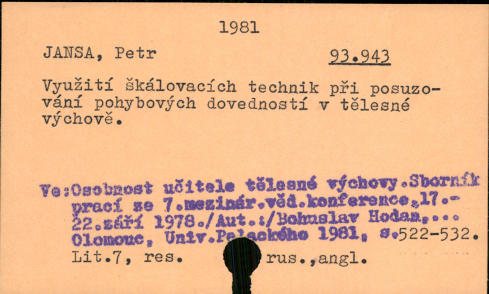 1981
JANSA, Petr 93.943
Využití škálovacích technik při posuzo-
vání pohybových dovedností v tělesné
výchově.
Ve:Osobnost učitele tělesné výchovy.Sborník
prací ze 7.mezinár.věd.konference,17.-
22.září 1978./Aut.:/Bohuslav Hodan,...
Olomouc, Univ.Palackého 1981, s.522-532.
Lit.7, res. rus.,angl.